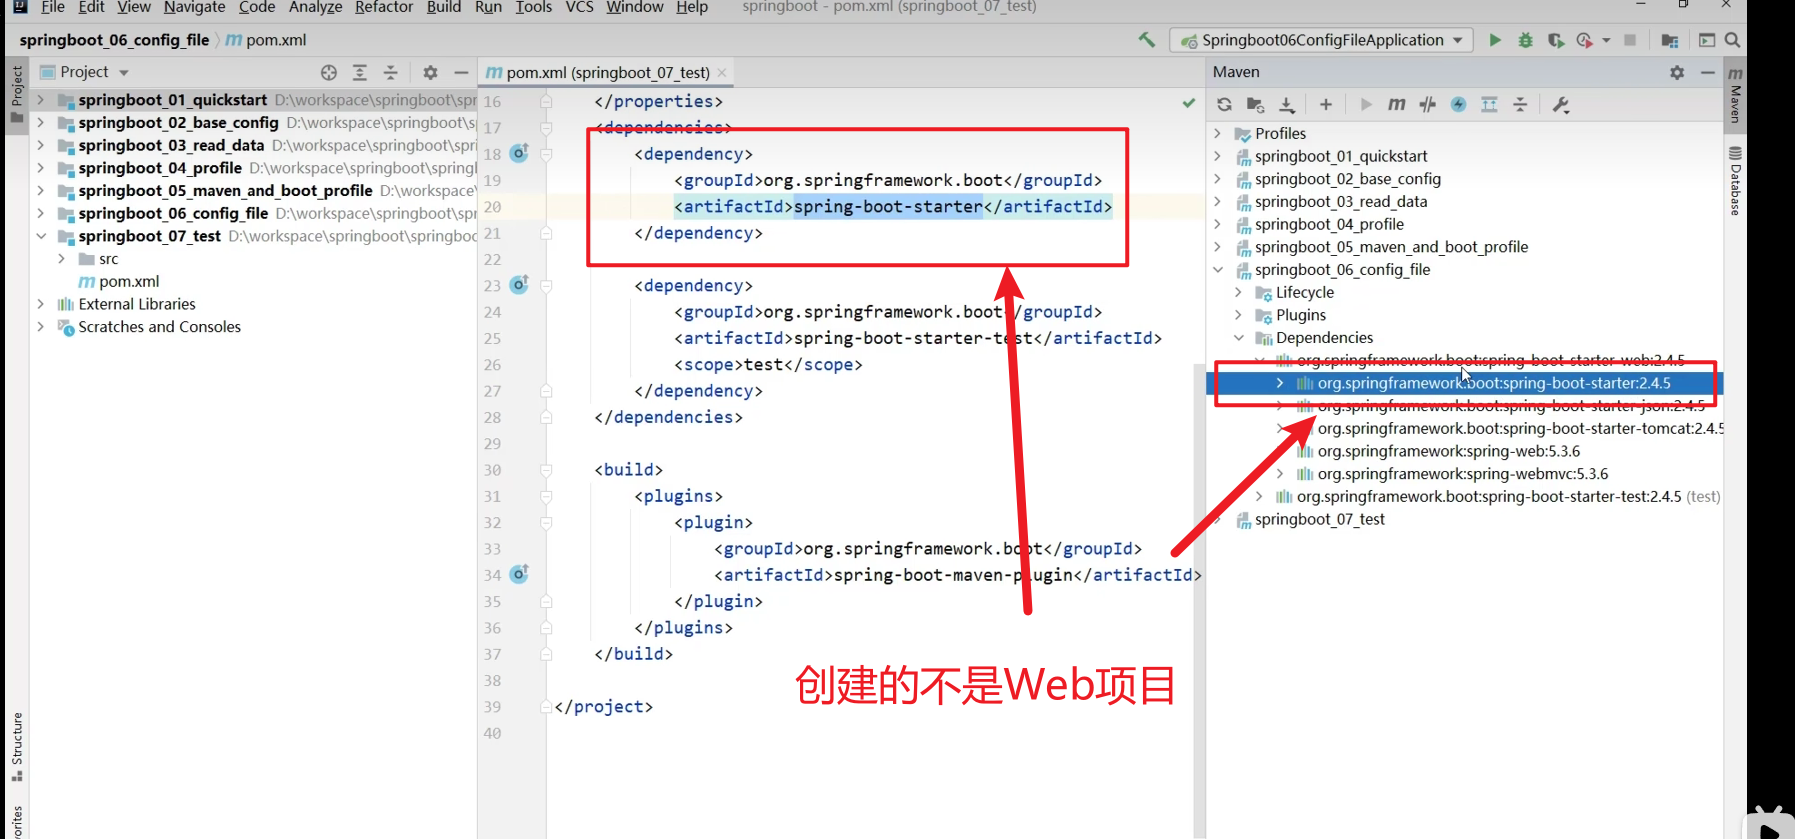 File Edit View Navigate Code Analyze Refactor Build Run Tools VCS Window Help springboot - pom.xml (springboot_07_test)
springboot_06_config_file pom.xml
Springboot06ConfigFileApplication
Project
pom.xml (springboot_07_test)
Maven
Project
springboot_01_quickstart D:\workspace\springboot\spr
springboot_02_base_config D:\workspace\springboot\s
springboot_03_read_data D:\workspace\springboot\spri
springboot_04_profile D:\workspace\springboot\spring
springboot_05_maven_and_boot_profile D:\workspace
springboot_06_config_file D:\workspace\springboot\spr
springboot_07_test D:\workspace\springboot\springboo
src
pom.xml
External Libraries
Scratches and Consoles
Structure
vorites
16 </properties>
17 <dependencies>
18 <dependency>
19 <groupId>org.springframework.boot</groupId>
20 <artifactId>spring-boot-starter</artifactId>
21 </dependency>
22
23 <dependency>
24 <groupId>org.springframework.boot</groupId>
25 <artifactId>spring-boot-starter-test</artifactId>
26 <scope>test</scope>
27 </dependency>
28 </dependencies>
29
30 <build>
31 <plugins>
32 <plugin>
33 <groupId>org.springframework.boot</groupId>
34 <artifactId>spring-boot-maven-plugin</artifactId>
35 </plugin>
36 </plugins>
37 </build>
38
39 </project>
40
创建的不是Web项目
Profiles
springboot_01_quickstart
springboot_02_base_config
springboot_03_read_data
springboot_04_profile
springboot_05_maven_and_boot_profile
springboot_06_config_file
Lifecycle
Plugins
Dependencies
org.springframework.boot:spring-boot-starter-web:2.4.5
org.springframework.boot:spring-boot-starter:2.4.5
org.springframework.boot:spring-boot-starter-json:2.4.5
org.springframework.boot:spring-boot-starter-tomcat:2.4.5
org.springframework:spring-web:5.3.6
org.springframework:spring-webmvc:5.3.6
org.springframework.boot:spring-boot-starter-test:2.4.5 (test)
springboot_07_test
Maven
Database